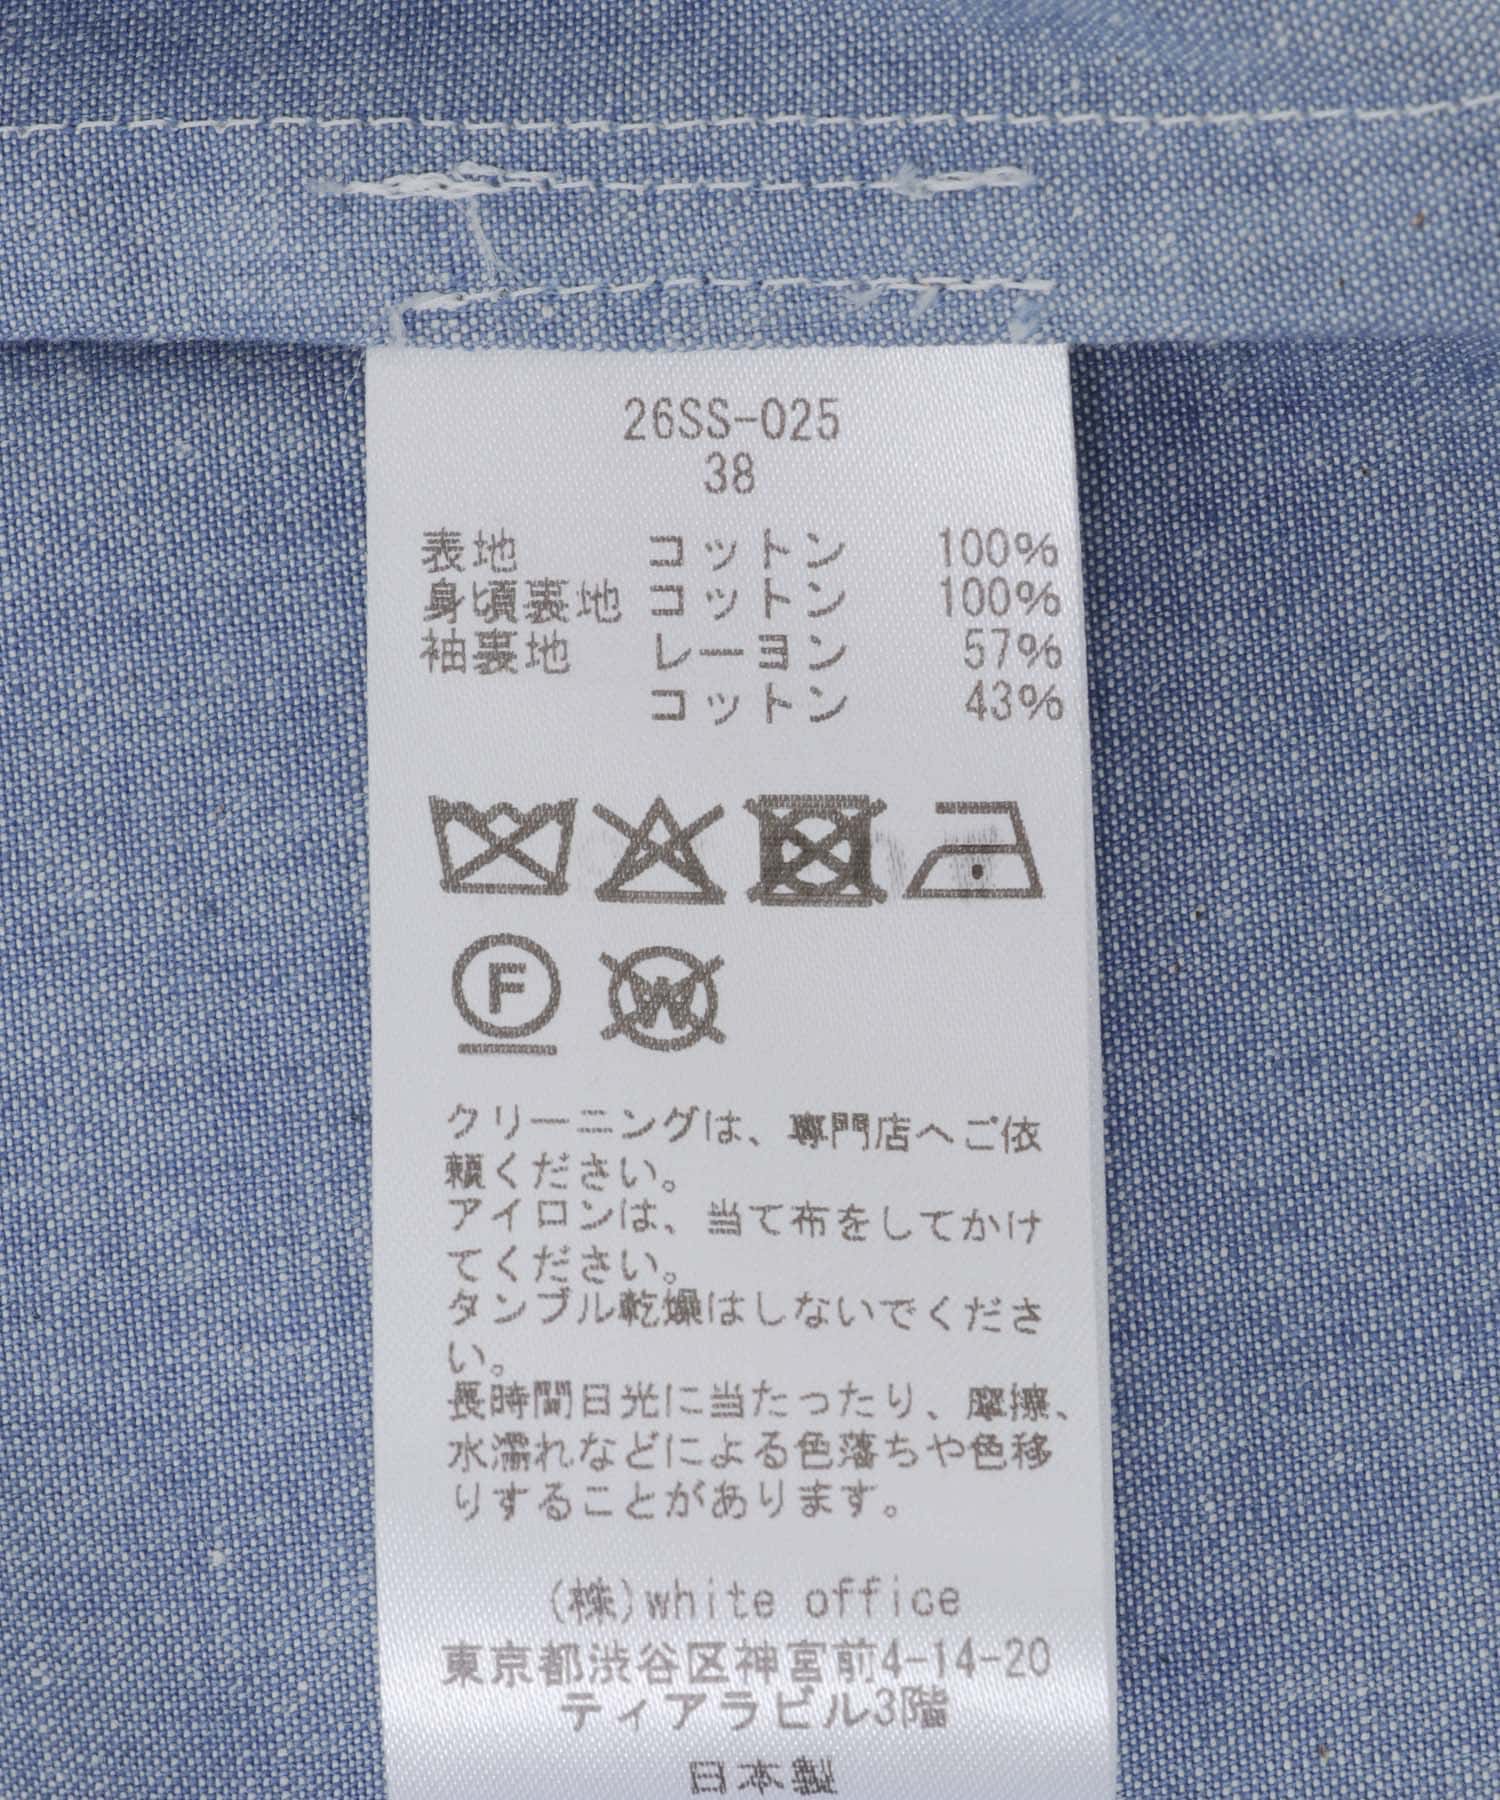 26SS-025
38
表地 コットン 100%
身頃裏地 コットン 100%
袖裏地 レーヨン 57%
コットン 43%
F W
クリーニングは、専門店へご依
頼ください。
アイロンは、当て布をしてかけ
てください。
タンブル乾燥はしないでくださ
い。
長時間日光に当たったり、摩擦、
水濡れなどによる色落ちや色移
りすることがあります。
(株)white office
東京都渋谷区神宮前4-14-20
ティアラビル3階
日本製